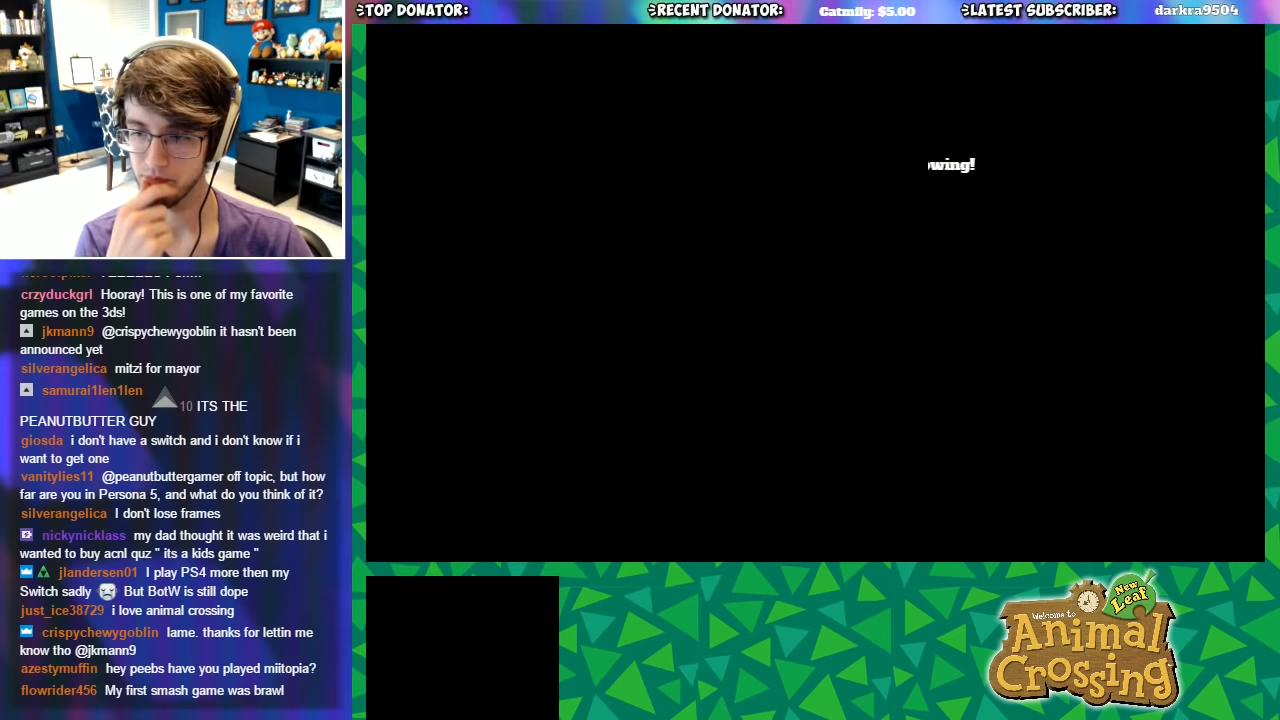 TOP DONATOR:
RECENT DONATOR:
Catmily: $5.00
LATEST SUBSCRIBER:
darkra9504
owing!
crzyduckgrl Hooray! This is one of my favorite
games on the 3ds!
jkmann9 @crispychewygoblin it hasn't been
announced yet
silverangelica mitzi for mayor
samurai1len1len 10 ITS THE
PEANUTBUTTER GUY
giosda i don't have a switch and i don't know if i
want to get one
vanitylies11 @peanutbuttergamer off topic, but how
far are you in Persona 5, and what do you think of it?
silverangelica I don't lose frames
nickynicklass my dad thought it was weird that i
wanted to buy acnl quz " its a kids game "
jlandersen01 I play PS4 more then my
Switch sadly But BotW is still dope
just_ice38729 i love animal crossing
crispychewygoblin lame. thanks for lettin me
know tho @jkmann9
azestymuffin hey peebs have you played miitopia?
flowrider456 My first smash game was brawl
Welcome to
New
Leaf
Animal
Crossing